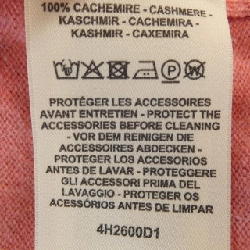 100% CACHEMIRE - CASHMERE -
KASCHMIR - CACHEMIRA -
KASHMIR - CAXEMIRA
PROTÉGER LES ACCESSOIRES
AVANT ENTRETIEN - PROTECT THE
ACCESSORIES BEFORE CLEANING
- VOR DEM REINIGEN DIE
ACCESSOIRES ABDECKEN -
PROTEGER LOS ACCESORIOS
ANTES DE LAVAR - PROTEGGERE
GLI ACCESSORI PRIMA DEL
LAVAGGIO - PROTEGER OS
ACESSÓRIOS ANTES DE LIMPAR
4H2600D1